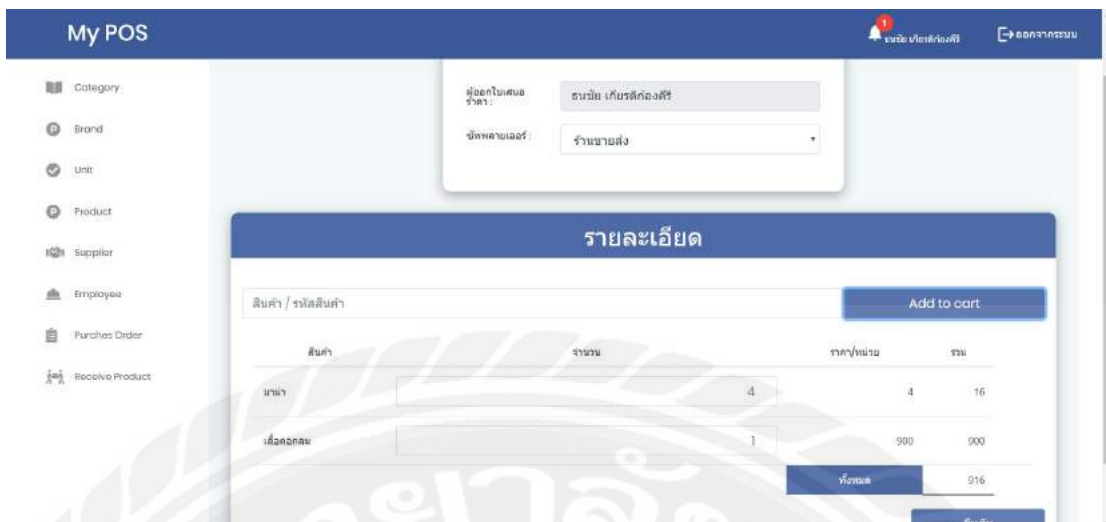 My POS
1
ธนชัย เกียรติก่องคีรี
ออกจากระบบ
Category
Brand
Unit
Product
Supplier
Employee
Purches Order
Receive Product
ผู้ออกใบเสนอ
ราคา :
ธนชัย เกียรติก่องคีรี
ซัพพลายเออร์ :
ร้านขายส่ง
รายละเอียด
สินค้า / รหัสสินค้า
Add to cart
สินค้า จำนวน ราคา/หน่วย รวม
มาม่า 4 4 16
เสื้อคอกลม 1 900 900
ทั้งหมด 916